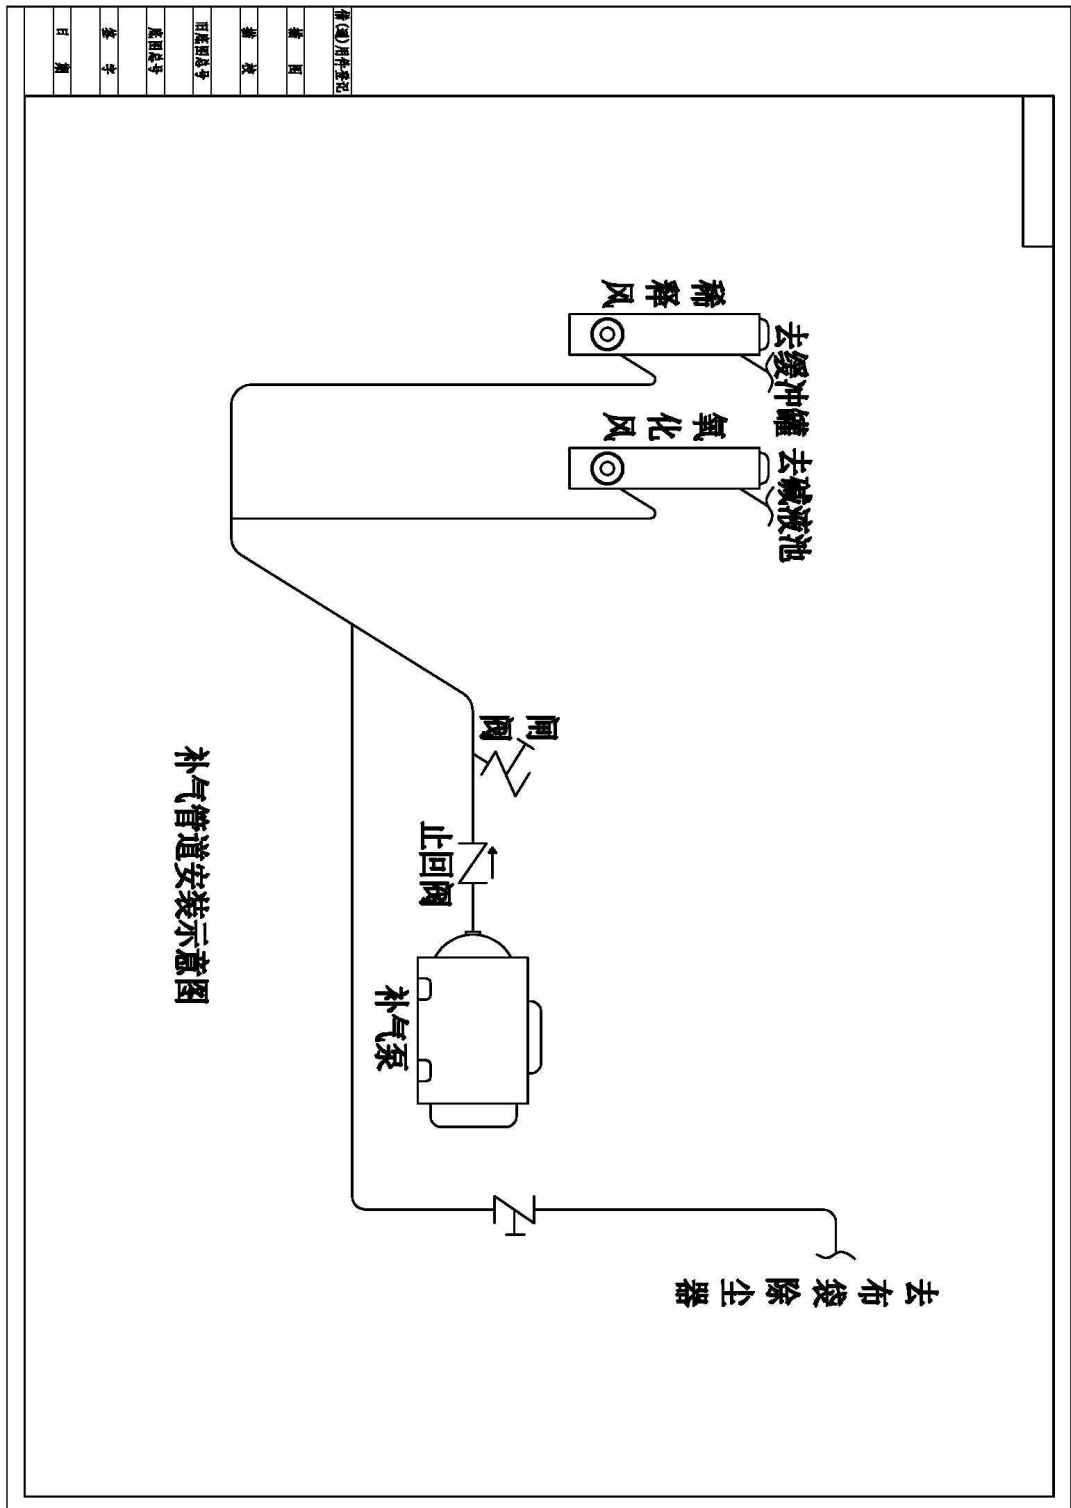 借(通)用件登记
描 图
描 校
旧底图总号
底图总号
签 字
日 期
稀释风
去缓冲罐
氧化风
去碱液池
闸阀
止回阀
补气泵
去布袋除尘器
补气管道安装示意图